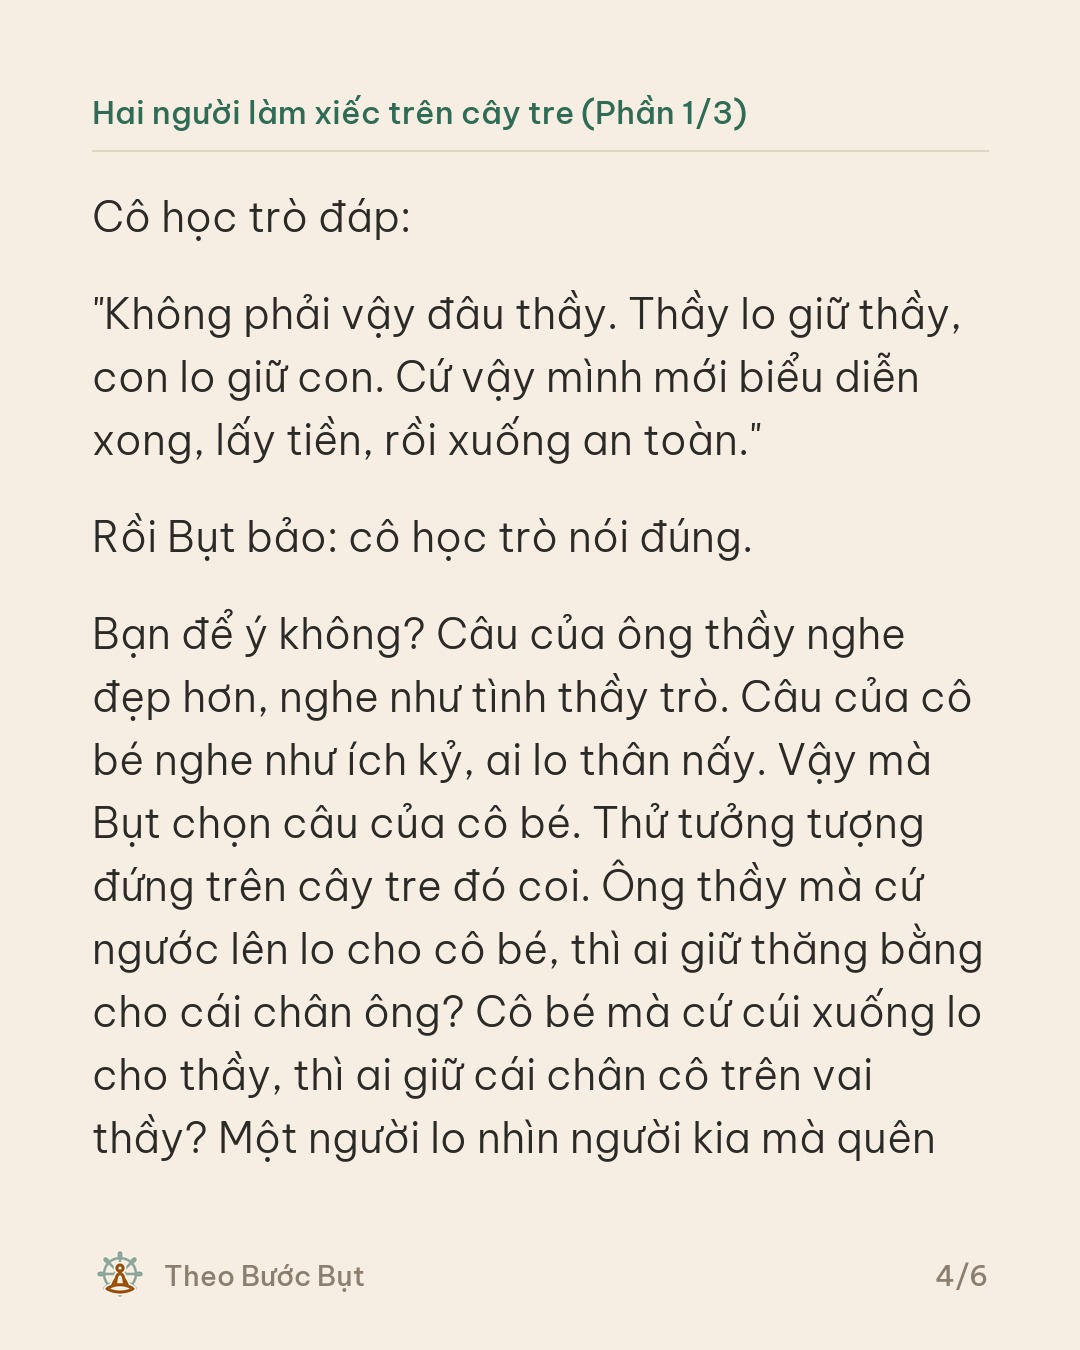 Hai người làm xiếc trên cây tre (Phần 1/3)
Cô học trò đáp:
"Không phải vậy đâu thầy. Thầy lo giữ thầy,
con lo giữ con. Cứ vậy mình mới biểu diễn
xong, lấy tiền, rồi xuống an toàn."
Rồi Bụt bảo: cô học trò nói đúng.
Bạn để ý không? Câu của ông thầy nghe
đẹp hơn, nghe như tình thầy trò. Câu của cô
bé nghe như ích kỷ, ai lo thân nấy. Vậy mà
Bụt chọn câu của cô bé. Thử tưởng tượng
đứng trên cây tre đó coi. Ông thầy mà cứ
ngước lên lo cho cô bé, thì ai giữ thăng bằng
cho cái chân ông? Cô bé mà cứ cúi xuống lo
cho thầy, thì ai giữ cái chân cô trên vai
thầy? Một người lo nhìn người kia mà quên
Theo Bước Bụt
4/6